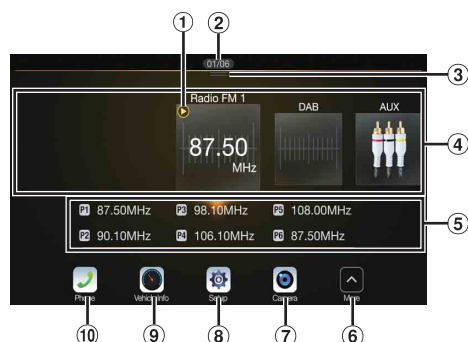 1 2
01/06
3
Radio FM 1 DAB AUX
87.50
MHz
4
P1 87.50MHz P3 98.10MHz P5 108.00MHz
5
P2 90.10MHz P4 106.10MHz P6 87.50MHz
Phone Vehicle Info Setup Camera More
10 9 8 7 6